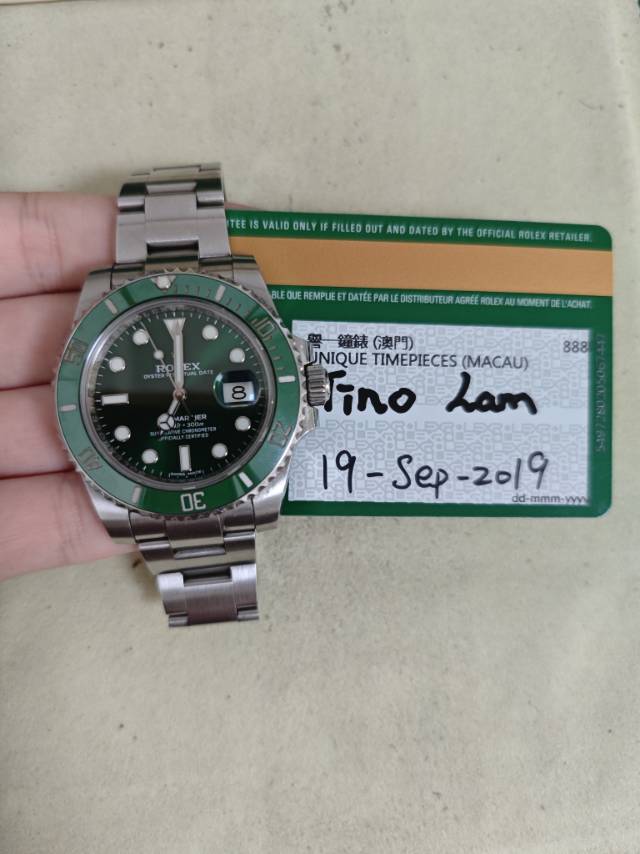 TEE IS VALID ONLY IF FILLED OUT AND DATED BY THE OFFICIAL ROLEX RETAILER.
BLE QUE REMPLIE ET DATÉE PAR LE DISTRIBUTEUR AGRÉÉ ROLEX AU MOMENT DE L'ACHAT.
鐘錶 (澳門)
888
UNIQUE TIMEPIECES (MACAU)
Tino Lam
19-Sep-2019
dd-mmm-yyyy
ROLEX
OYSTER PERPETUAL DATE
8
300m
OFFICIALLY CERTIFIED
10
20
30
40
50